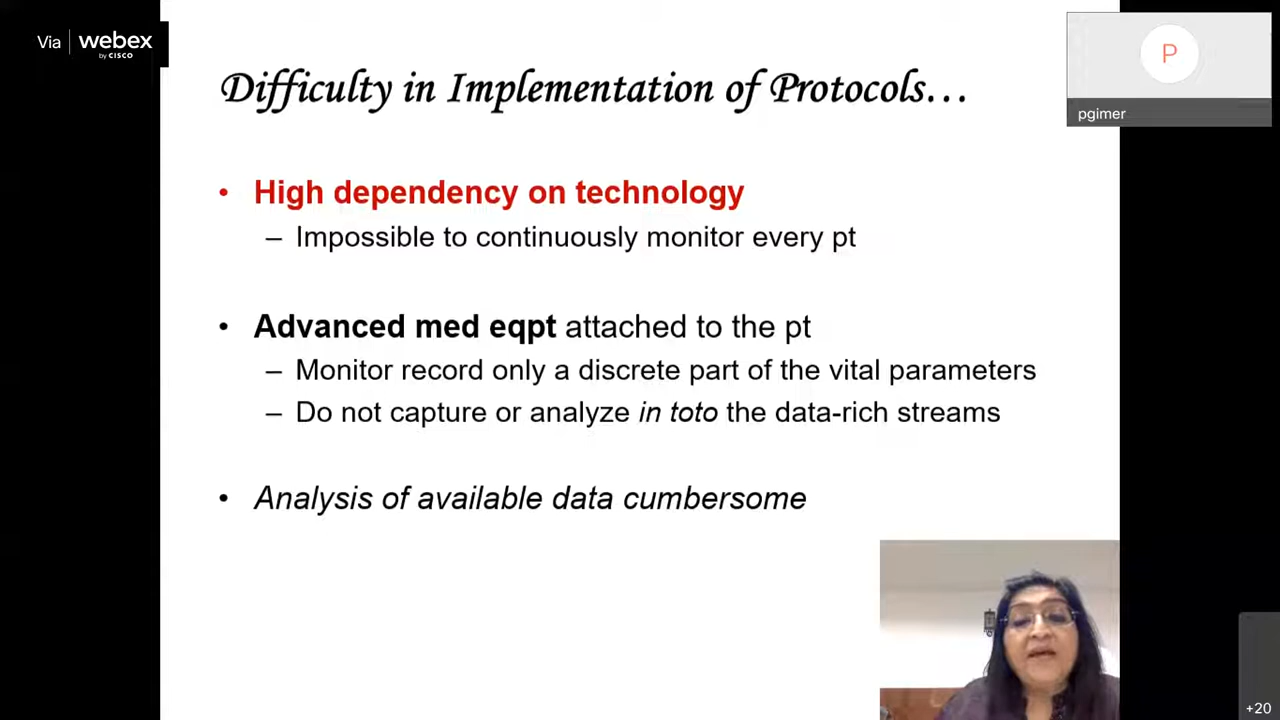 Via webex
by CISCO
P
pgimer
Difficulty in Implementation of Protocols...
• High dependency on technology
– Impossible to continuously monitor every pt
• Advanced med eqpt attached to the pt
– Monitor record only a discrete part of the vital parameters
– Do not capture or analyze in toto the data-rich streams
• Analysis of available data cumbersome
+20